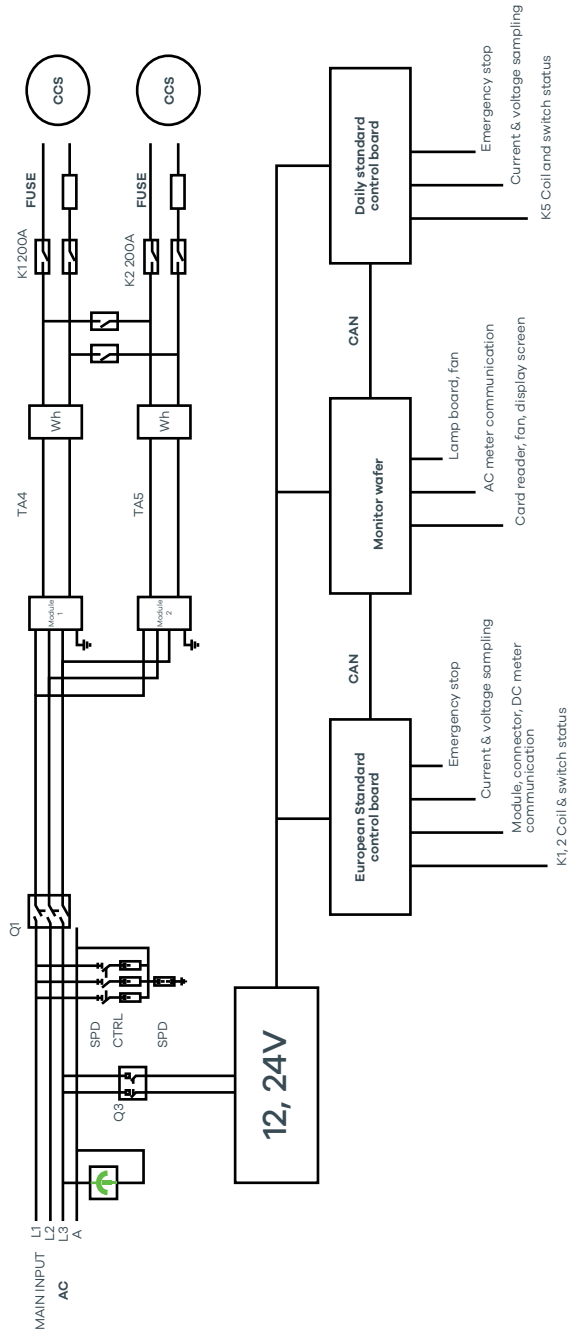 MAIN INPUT
AC
L1
L2
L3
A
Q1
SPD
CTRL
SPD
Q3
12, 24V
Module
1
Module
2
TA4
TA5
Wh
Wh
K1 200A
K2 200A
FUSE
FUSE
CCS
CCS
European Standard
control board
CAN
Monitor wafer
CAN
Daily standard
control board
Emergency stop
Current & voltage sampling
Module, connector, DC meter
communication
K1, 2 Coil & switch status
Lamp board, fan
AC meter communication
Card reader, fan, display screen
Emergency stop
Current & voltage sampling
K5 Coil and switch status